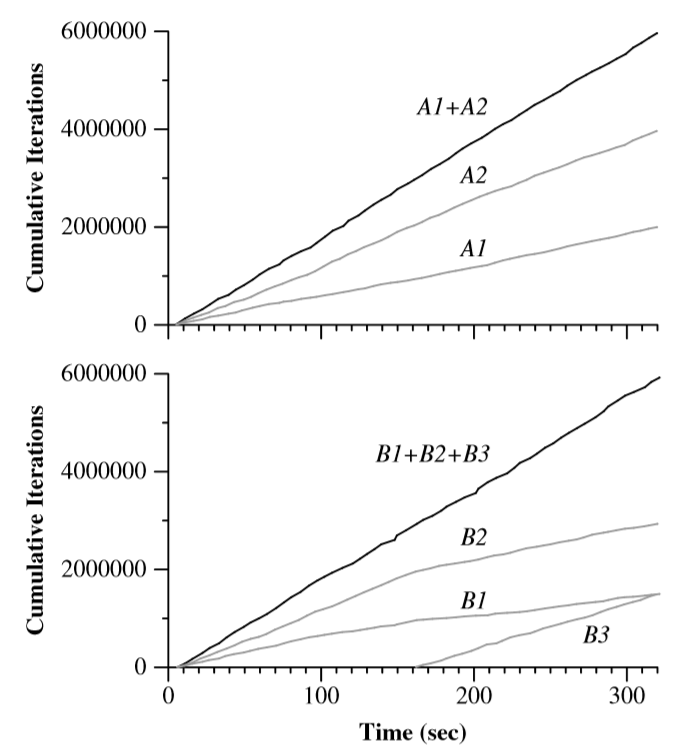 Cumulative Iterations
6000000
4000000
2000000
0
A1+A2
A2
A1
Cumulative Iterations
6000000
4000000
2000000
0
B1+B2+B3
B2
B1
B3
0 100 200 300
Time (sec)